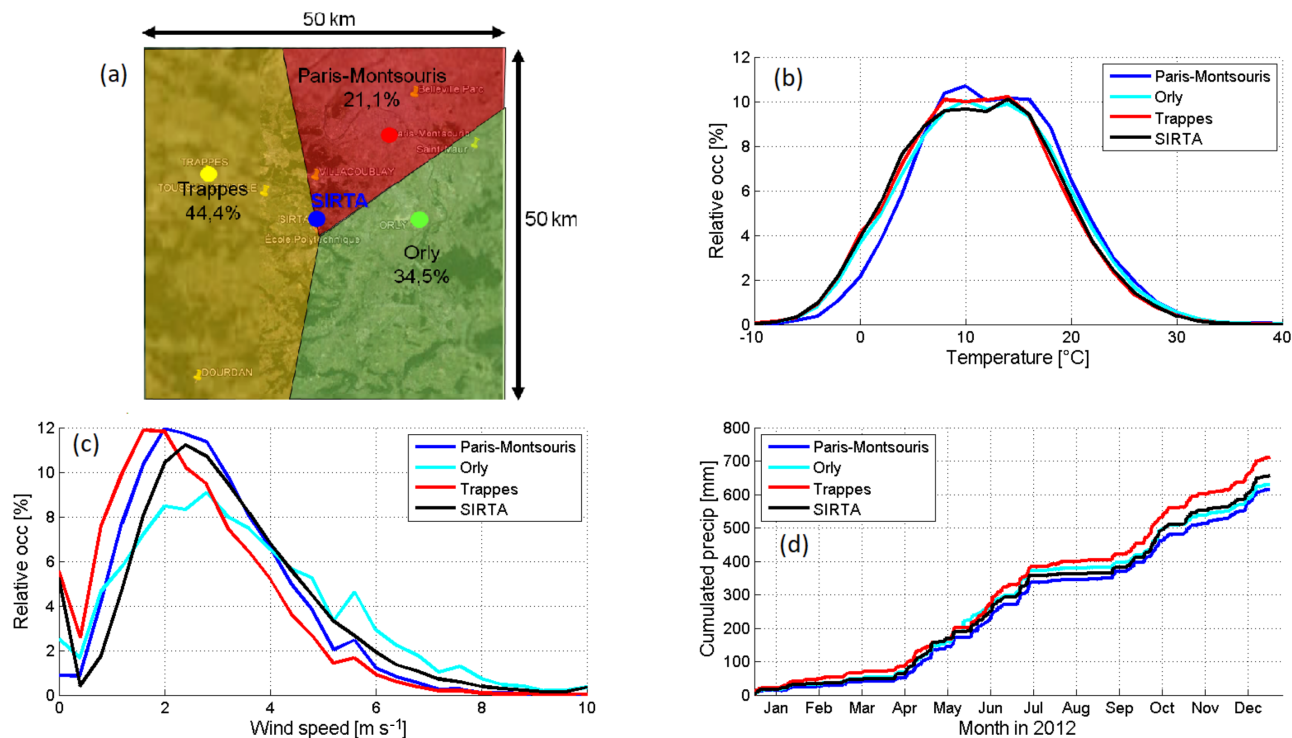 50 km
(a)
Paris-Montsouris
21,1%
Belleville Parc
Saint-Maur
TRAPPES
Trappes
44,4%
VILLACOUBLAY
SIRTA
SIRTA
École Polytechnique
ORLY
Orly
34,5%
DOURDAN
50 km
(b)
Paris-Montsouris
Orly
Trappes
SIRTA
Relative occ [%]
12
10
8
6
4
2
0
-10 0 10 20 30 40
Temperature [°C]
(c)
Paris-Montsouris
Orly
Trappes
SIRTA
Relative occ [%]
12
10
8
6
4
2
0
0 2 4 6 8 10
Wind speed [m s⁻¹]
(d)
Paris-Montsouris
Orly
Trappes
SIRTA
Cumulated precip [mm]
800
700
600
500
400
300
200
100
0
Jan Feb Mar Apr May Jun Jul Aug Sep Oct Nov Dec
Month in 2012